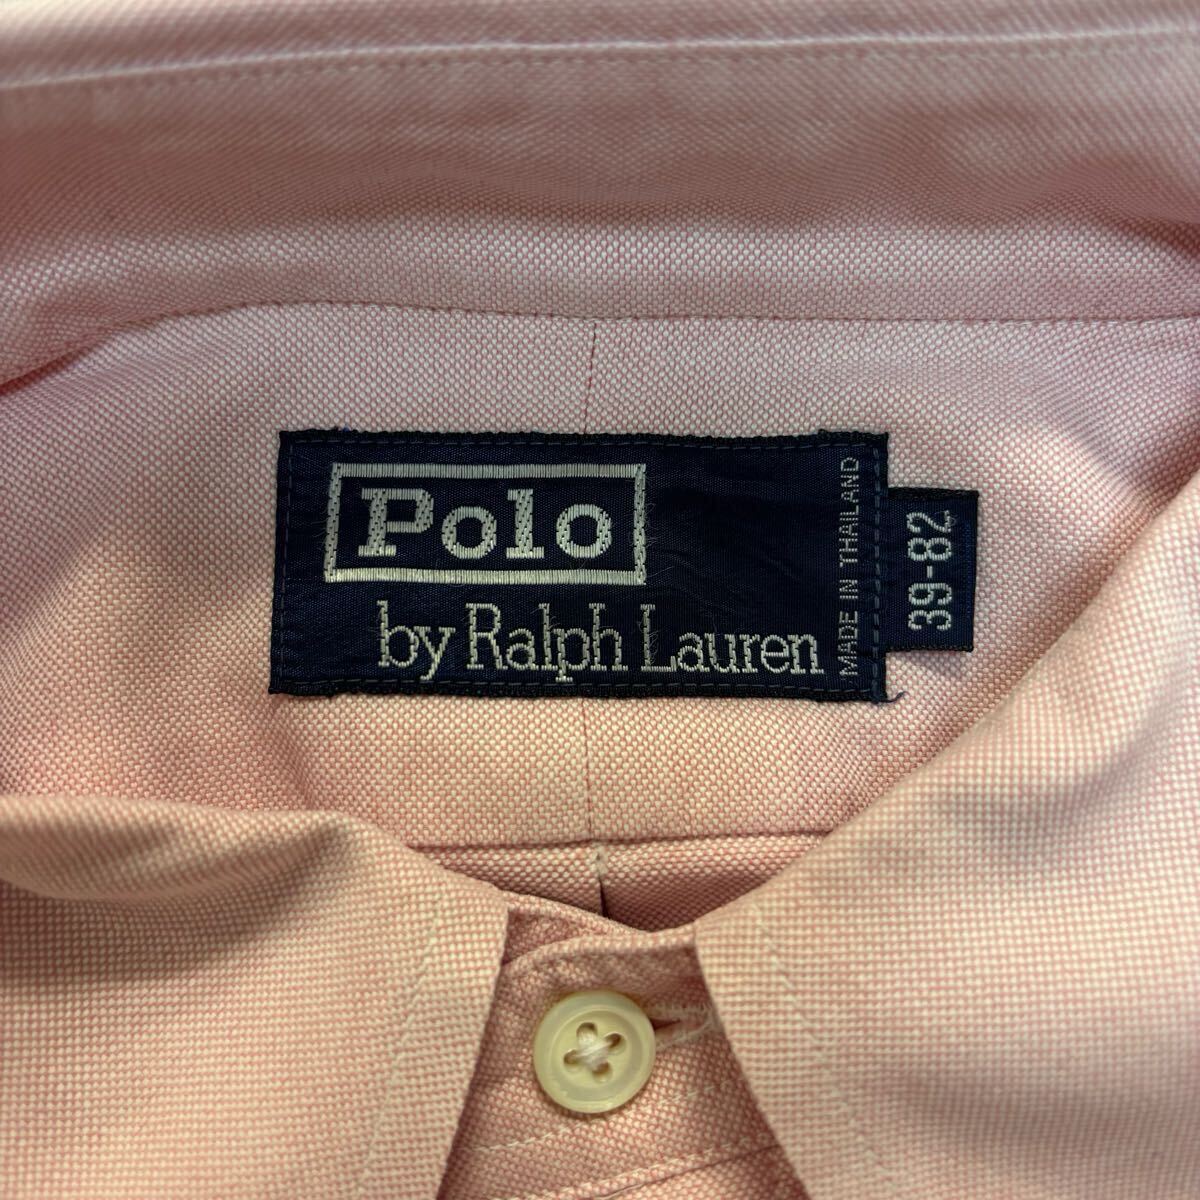 Polo
by Ralph Lauren
MADE IN THAILAND
39-82